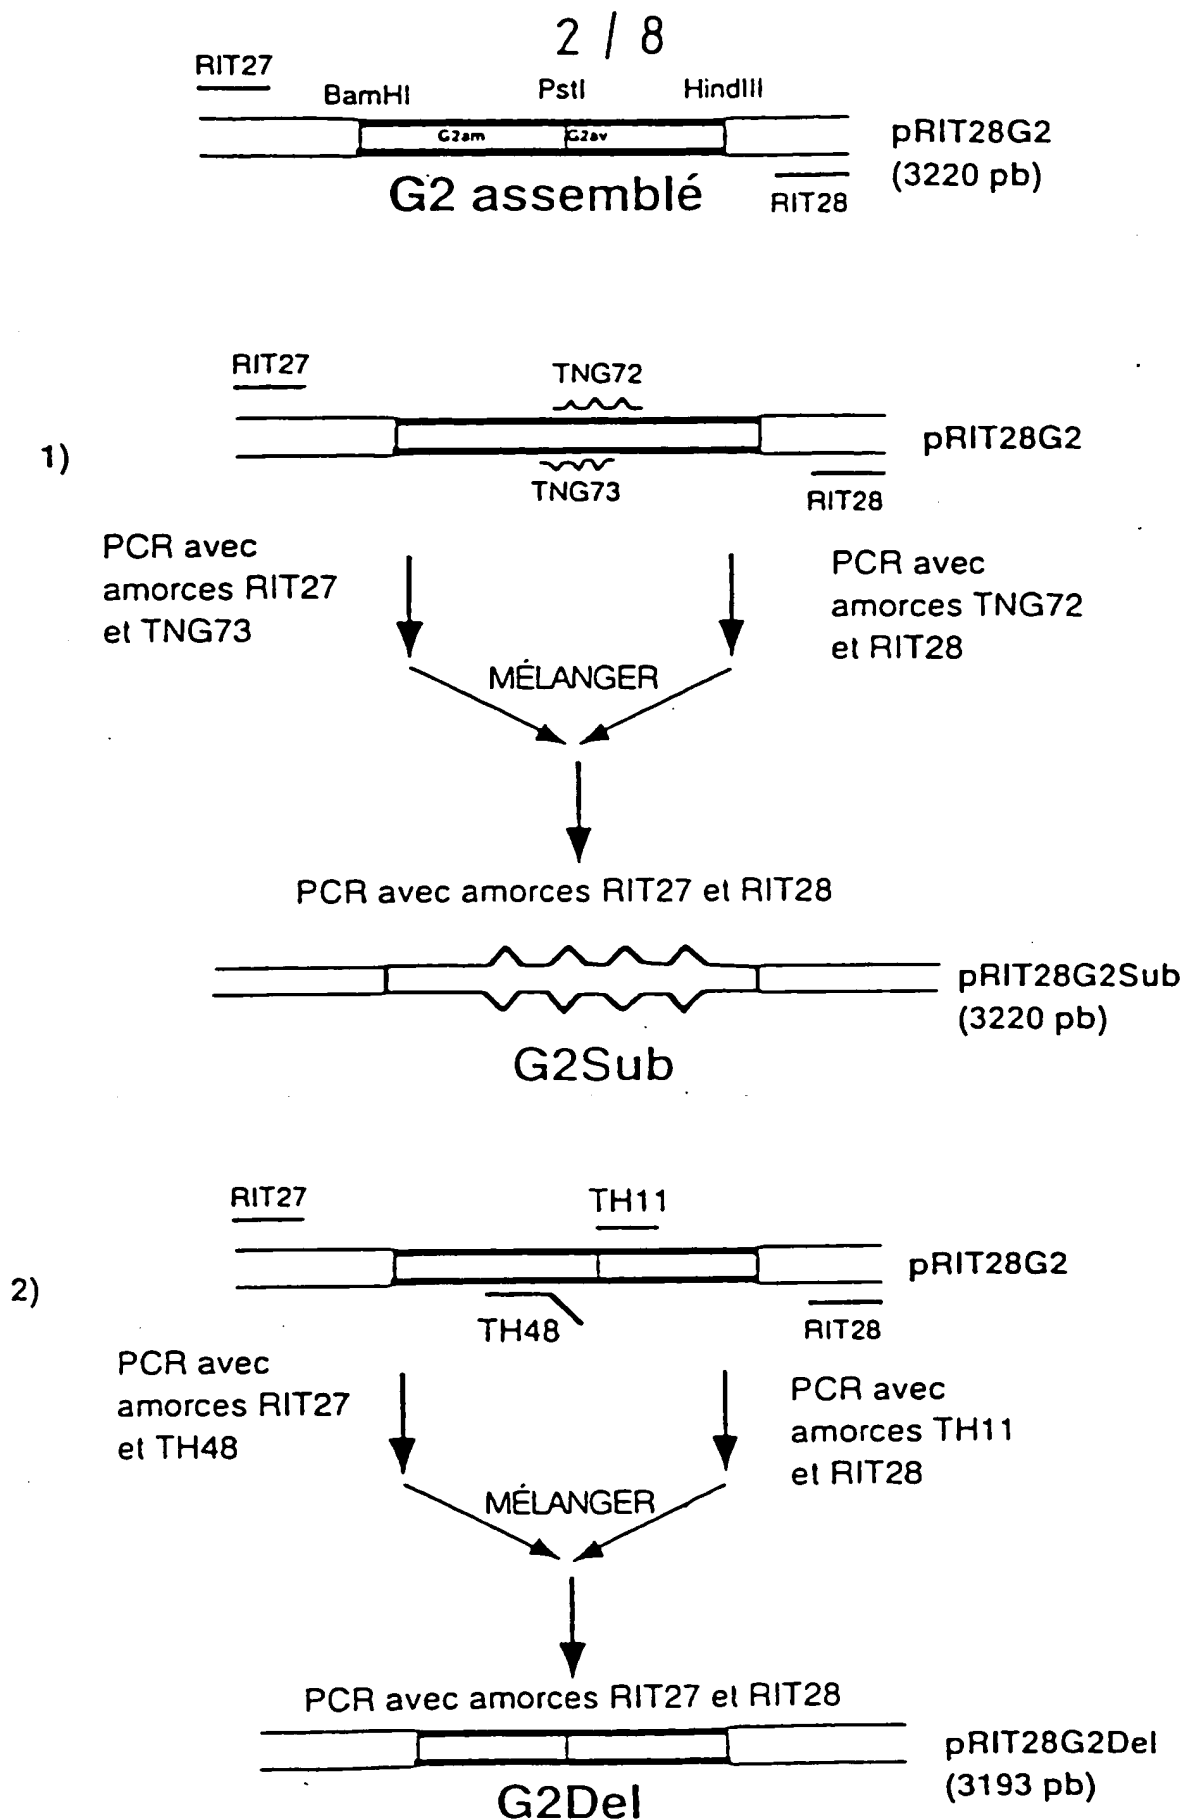 2 / 8
RIT27
BamHI
PstI
HindIII
G2am
G2av
pRIT28G2
(3220 pb)
G2 assemblé
RIT28
RIT27
TNG72
pRIT28G2
1)
TNG73
RIT28
PCR avec
amorces RIT27
et TNG73
PCR avec
amorces TNG72
et RIT28
MÉLANGER
PCR avec amorces RIT27 et RIT28
pRIT28G2Sub
(3220 pb)
G2Sub
RIT27
TH11
pRIT28G2
2)
TH48
RIT28
PCR avec
amorces RIT27
et TH48
PCR avec
amorces TH11
et RIT28
MÉLANGER
PCR avec amorces RIT27 et RIT28
pRIT28G2Del
(3193 pb)
G2Del